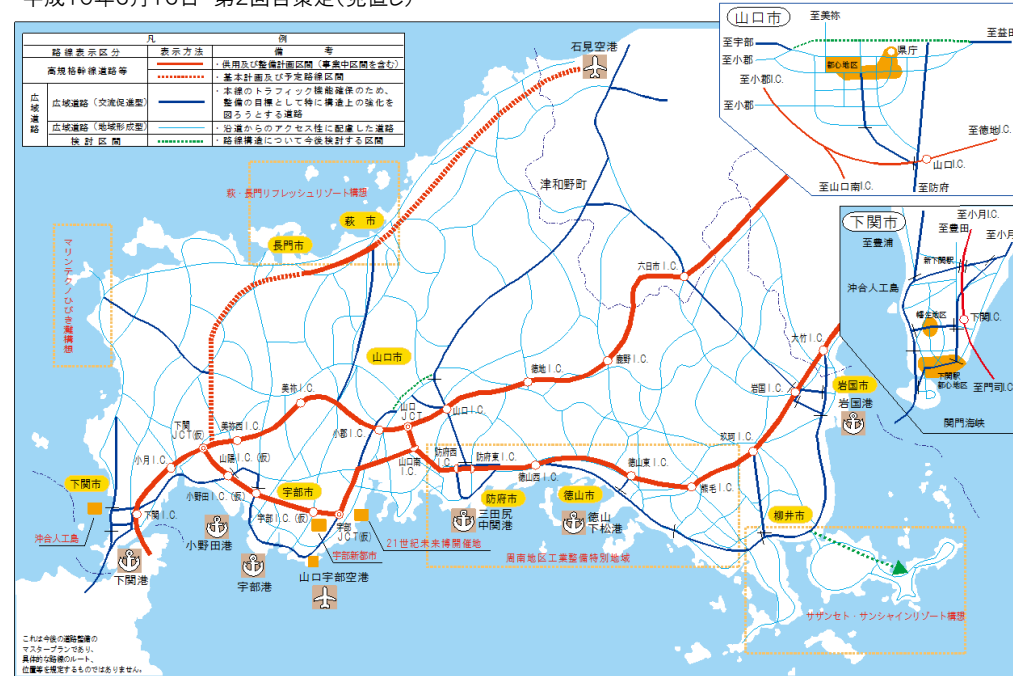 平成10年6月16日 第2回目策定(見直し)
凡 例
路線表示区分 表示方法 備 考
高規格幹線道路等
・供用及び整備計画区間(事業中区間を含む)
・基本計画及び予定路線区間
広域道路
広域道路(交流促進型)
・本線のトラフィック機能確保のため、
整備の目標として特に構造上の強化を
図ろうとする道路
広域道路(地域形成型)
・沿道からのアクセス性に配慮した道路
検討区間
・路線構造について今後検討する区間
石見空港
山口市
至美祢
至宇部
至益田
至小郡
県庁
都心地区
至小郡I.C.
至小郡
至徳地I.C.
山口I.C.
至山口南I.C.
至防府
津和野町
萩・長門リフレッシュリゾート構想
萩 市
長門市
マリンテクノひびき灘構想
下関市
至小月I.C.
至豊田
至豊浦
至小月
新下関駅
沖合人工島
幡生地区
下関I.C.
下関駅
都心地区
至門司I.C.
関門海峡
六日市I.C.
大竹I.C.
山口市
鹿野I.C.
徳地I.C.
岩国I.C.
岩国市
岩国港
美祢I.C.
山口
JCT
山口I.C.
小郡I.C.
下関
JCT(仮)
美祢西I.C.
玖珂I.C.
小月I.C.
山陽I.C.(仮)
山口南
I.C.
防府西
I.C.
防府東I.C.
徳山西I.C.
徳山東I.C.
熊毛I.C.
下関市
小野田I.C.(仮)
宇部市
防府市
徳山市
柳井市
下関I.C.
宇部I.C.(仮)
宇部
JCT(仮)
三田尻
中関港
徳山
下松港
沖合人工島
小野田港
21世紀未来博開催地
宇部新都市
周南地区工業整備特別地域
下関港
宇部港
山口宇部空港
サザンセト・サンシャインリゾート構想
これは今後の道路整備の
マスタープランであり、
具体的な路線のルート、
位置等を規定するものではありません。